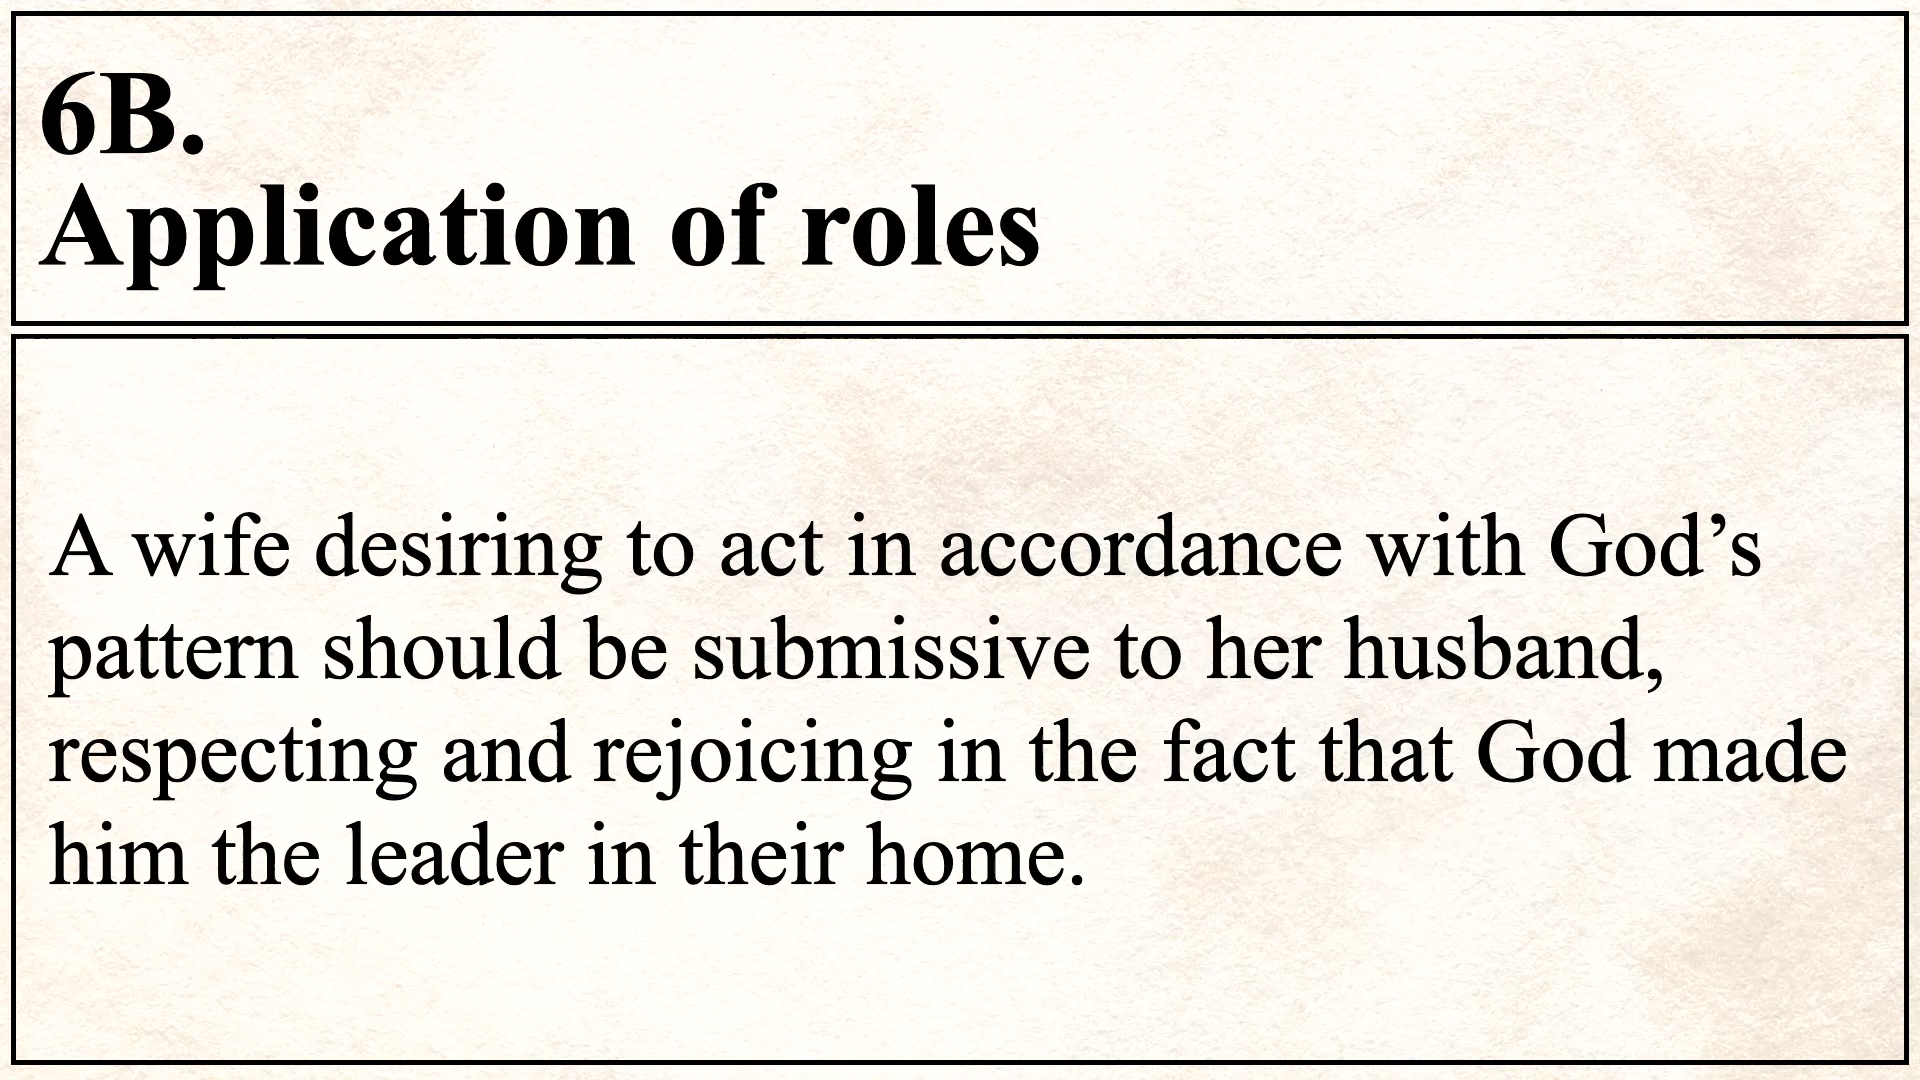 6B.
Application of roles
A wife desiring to act in accordance with God’s
pattern should be submissive to her husband,
respecting and rejoicing in the fact that God made
him the leader in their home.